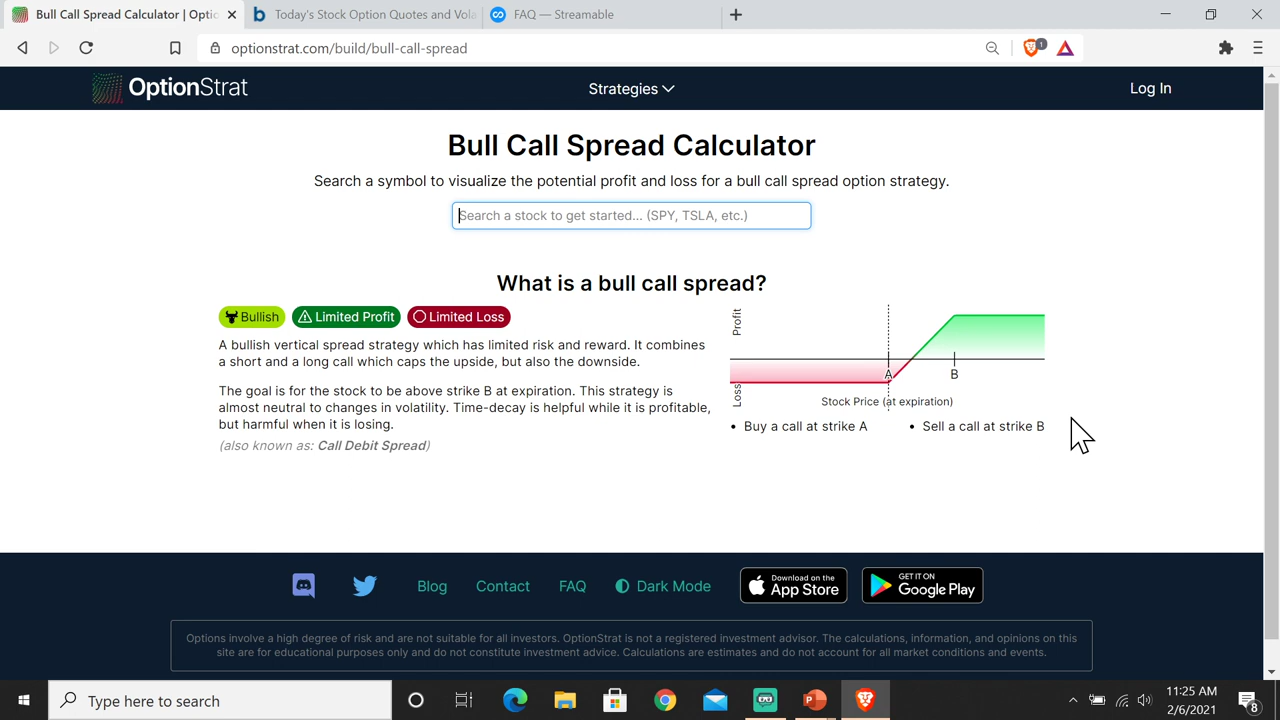 Bull Call Spread Calculator | Optio
Today's Stock Option Quotes and Vola
FAQ — Streamable
optionstrat.com/build/bull-call-spread
1
OptionStrat
Strategies
Log In
Bull Call Spread Calculator
Search a symbol to visualize the potential profit and loss for a bull call spread option strategy.
Search a stock to get started... (SPY, TSLA, etc.)
What is a bull call spread?
Bullish
Limited Profit
Limited Loss
A bullish vertical spread strategy which has limited risk and reward. It combines
a short and a long call which caps the upside, but also the downside.
The goal is for the stock to be above strike B at expiration. This strategy is
almost neutral to changes in volatility. Time-decay is helpful while it is profitable,
but harmful when it is losing.
(also known as: Call Debit Spread)
Profit
Loss
A
B
Stock Price (at expiration)
• Buy a call at strike A
• Sell a call at strike B
Blog
Contact
FAQ
Dark Mode
Download on the
App Store
GET IT ON
Google Play
Options involve a high degree of risk and are not suitable for all investors. OptionStrat is not a registered investment advisor. The calculations, information, and opinions on this
site are for educational purposes only and do not constitute investment advice. Calculations are estimates and do not account for all market conditions and events.
Type here to search
11:25 AM
2/6/2021
8